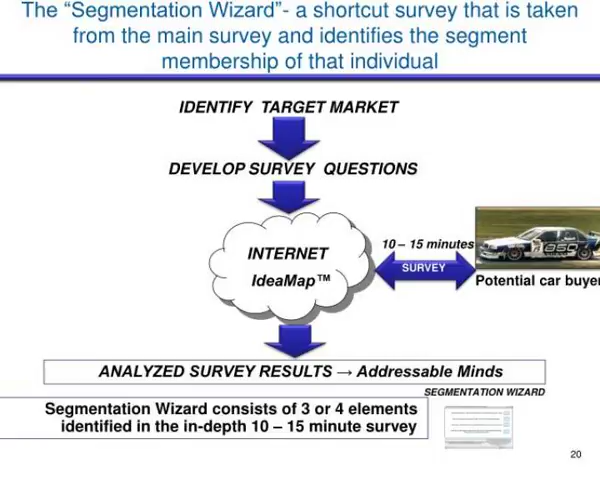 The “Segmentation Wizard”- a shortcut survey that is taken
from the main survey and identifies the segment
membership of that individual
IDENTIFY TARGET MARKET
DEVELOP SURVEY QUESTIONS
INTERNET
IdeaMap™
10 – 15 minutes
SURVEY
Potential car buyer
ANALYZED SURVEY RESULTS → Addressable Minds
SEGMENTATION WIZARD
Segmentation Wizard consists of 3 or 4 elements
identified in the in-depth 10 – 15 minute survey
20